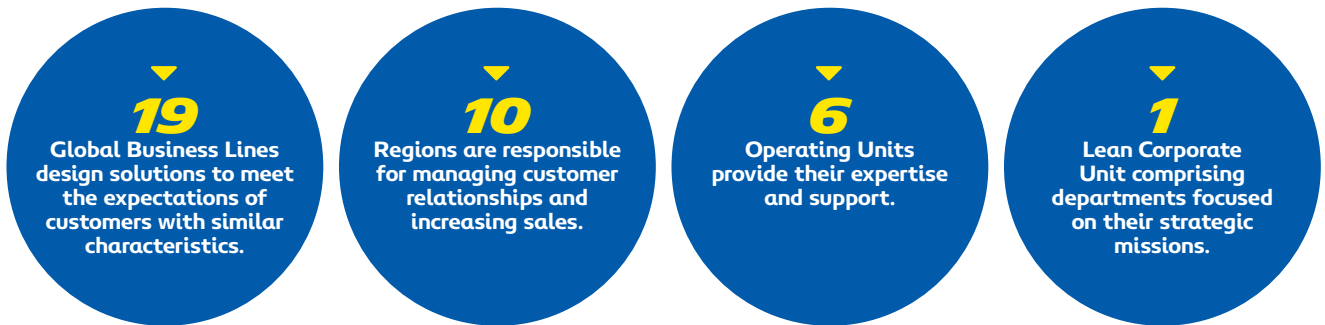 19
Global Business Lines
design solutions to meet
the expectations of
customers with similar
characteristics.
10
Regions are responsible
for managing customer
relationships and
increasing sales.
6
Operating Units
provide their expertise
and support.
1
Lean Corporate
Unit comprising
departments focused
on their strategic
missions.